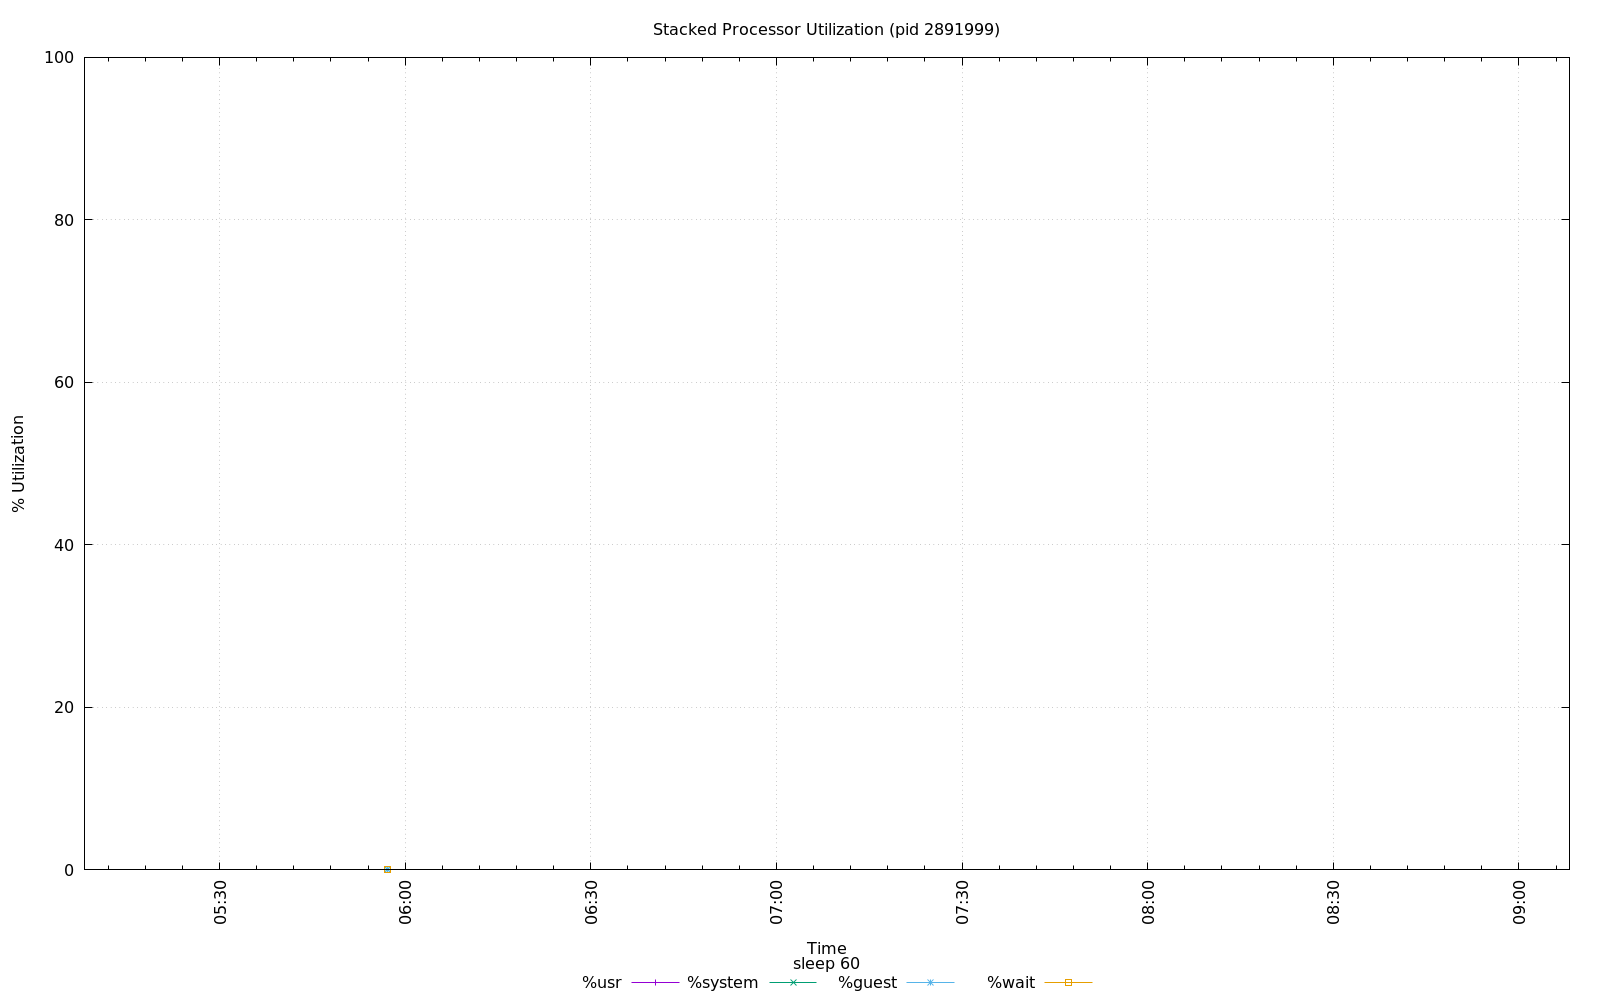 Stacked Processor Utilization (pid 2891999)
100
80
60
40
20
0
% Utilization
05:30
06:00
06:30
07:00
07:30
08:00
08:30
09:00
Time
sleep 60
%usr %system %guest %wait